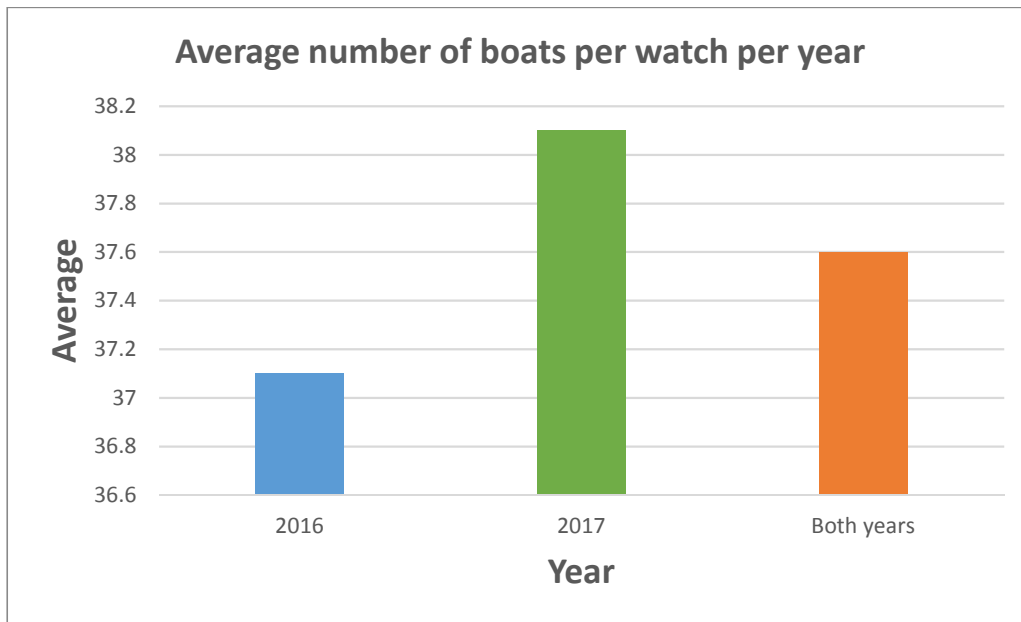 Average number of boats per watch per year
38.2
38
37.8
37.6
37.4
37.2
37
36.8
36.6
Average
2016
2017
Both years
Year